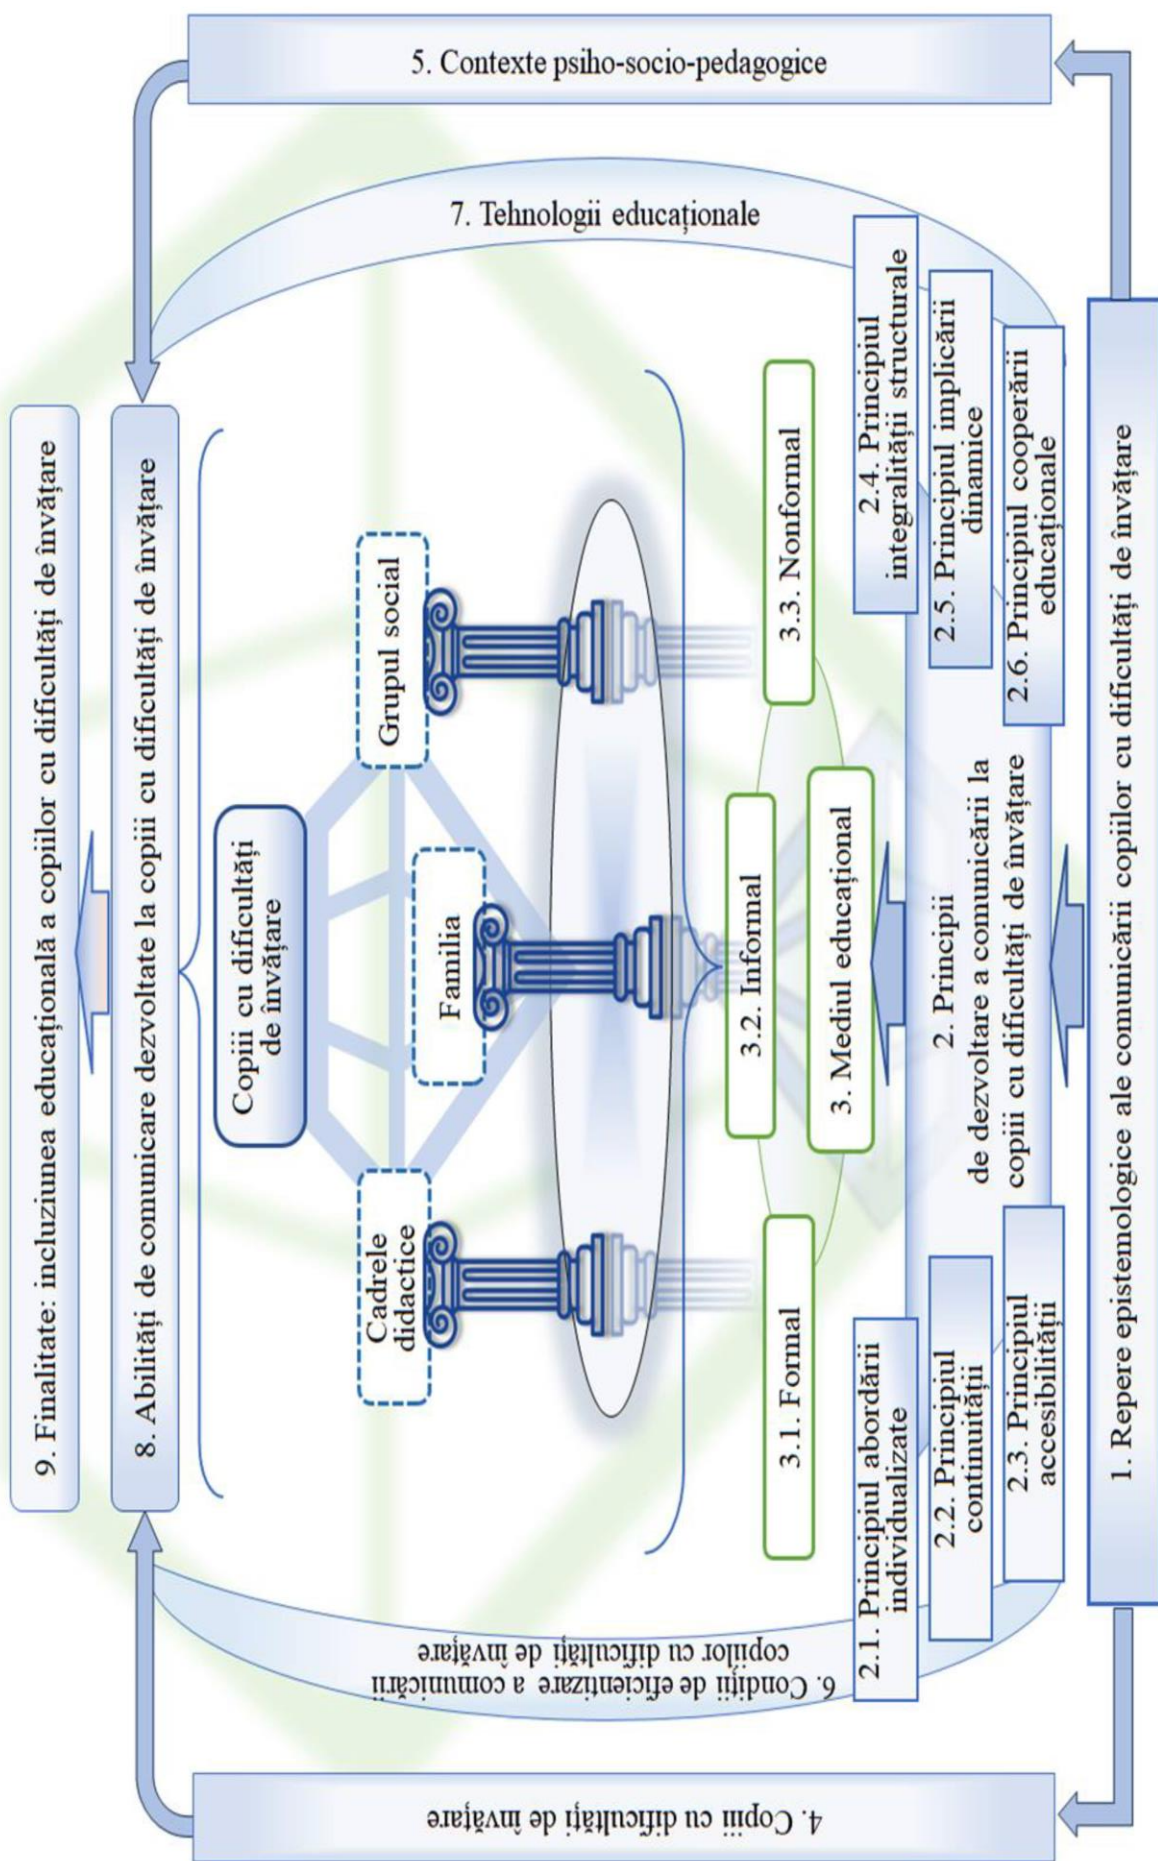 9. Finalitate: incluziunea educațională a copiilor cu dificultăți de învățare
8. Abilități de comunicare dezvoltate la copiii cu dificultăți de învățare
Copiii cu dificultăți
de învățare
Cadrele
didactice
Familia
Grupul social
3.1. Formal
3.2. Informal
3.3. Nonformal
3. Mediul educațional
2. Principii
de dezvoltare a comunicării la
copiii cu dificultăți de învățare
2.1. Principiul abordării
individualizate
2.2. Principiul
continuității
2.3. Principiul
accesibilității
2.4. Principiul
integralității structurale
2.5. Principiul implicării
dinamice
2.6. Principiul cooperării
educaționale
1. Repere epistemologice ale comunicării copiilor cu dificultăți de învățare
4. Copiii cu dificultăți de învățare
6. Condiții de eficientizare a comunicării
copiilor cu dificultăți de învățare
7. Tehnologii educaționale
5. Contexte psiho-socio-pedagogice